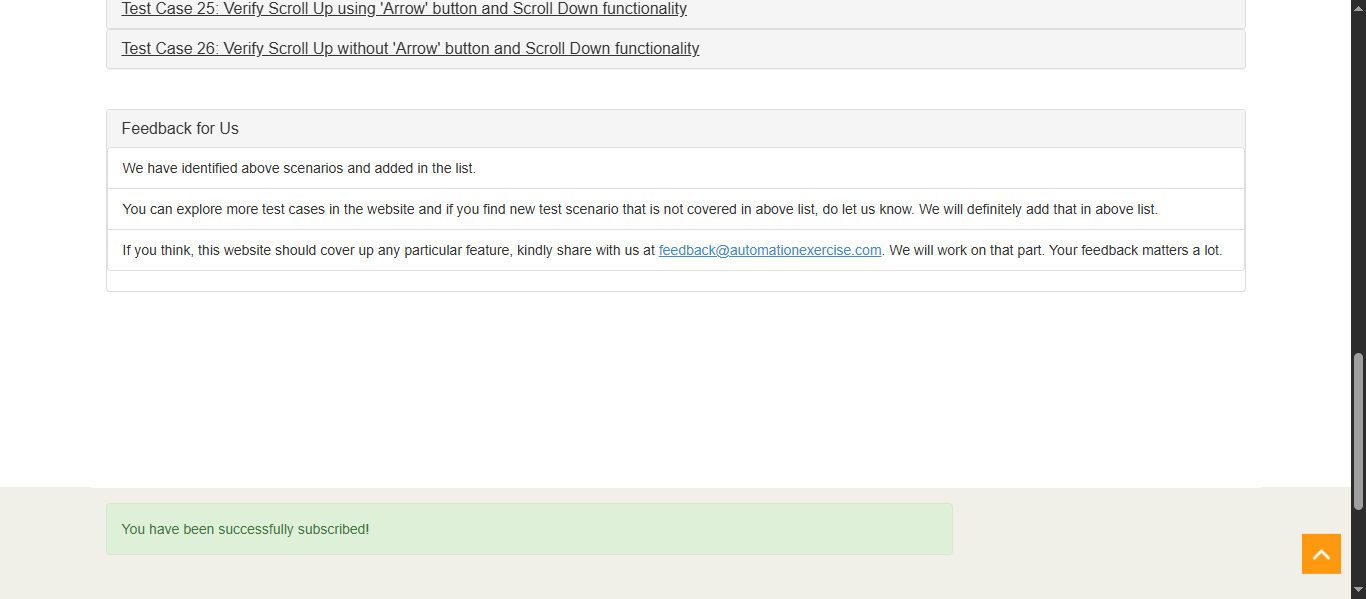 Test Case 25: Verify Scroll Up using 'Arrow' button and Scroll Down functionality
Test Case 26: Verify Scroll Up without 'Arrow' button and Scroll Down functionality
Feedback for Us
We have identified above scenarios and added in the list.
You can explore more test cases in the website and if you find new test scenario that is not covered in above list, do let us know. We will definitely add that in above list.
If you think, this website should cover up any particular feature, kindly share with us at feedback@automationexercise.com. We will work on that part. Your feedback matters a lot.
You have been successfully subscribed!